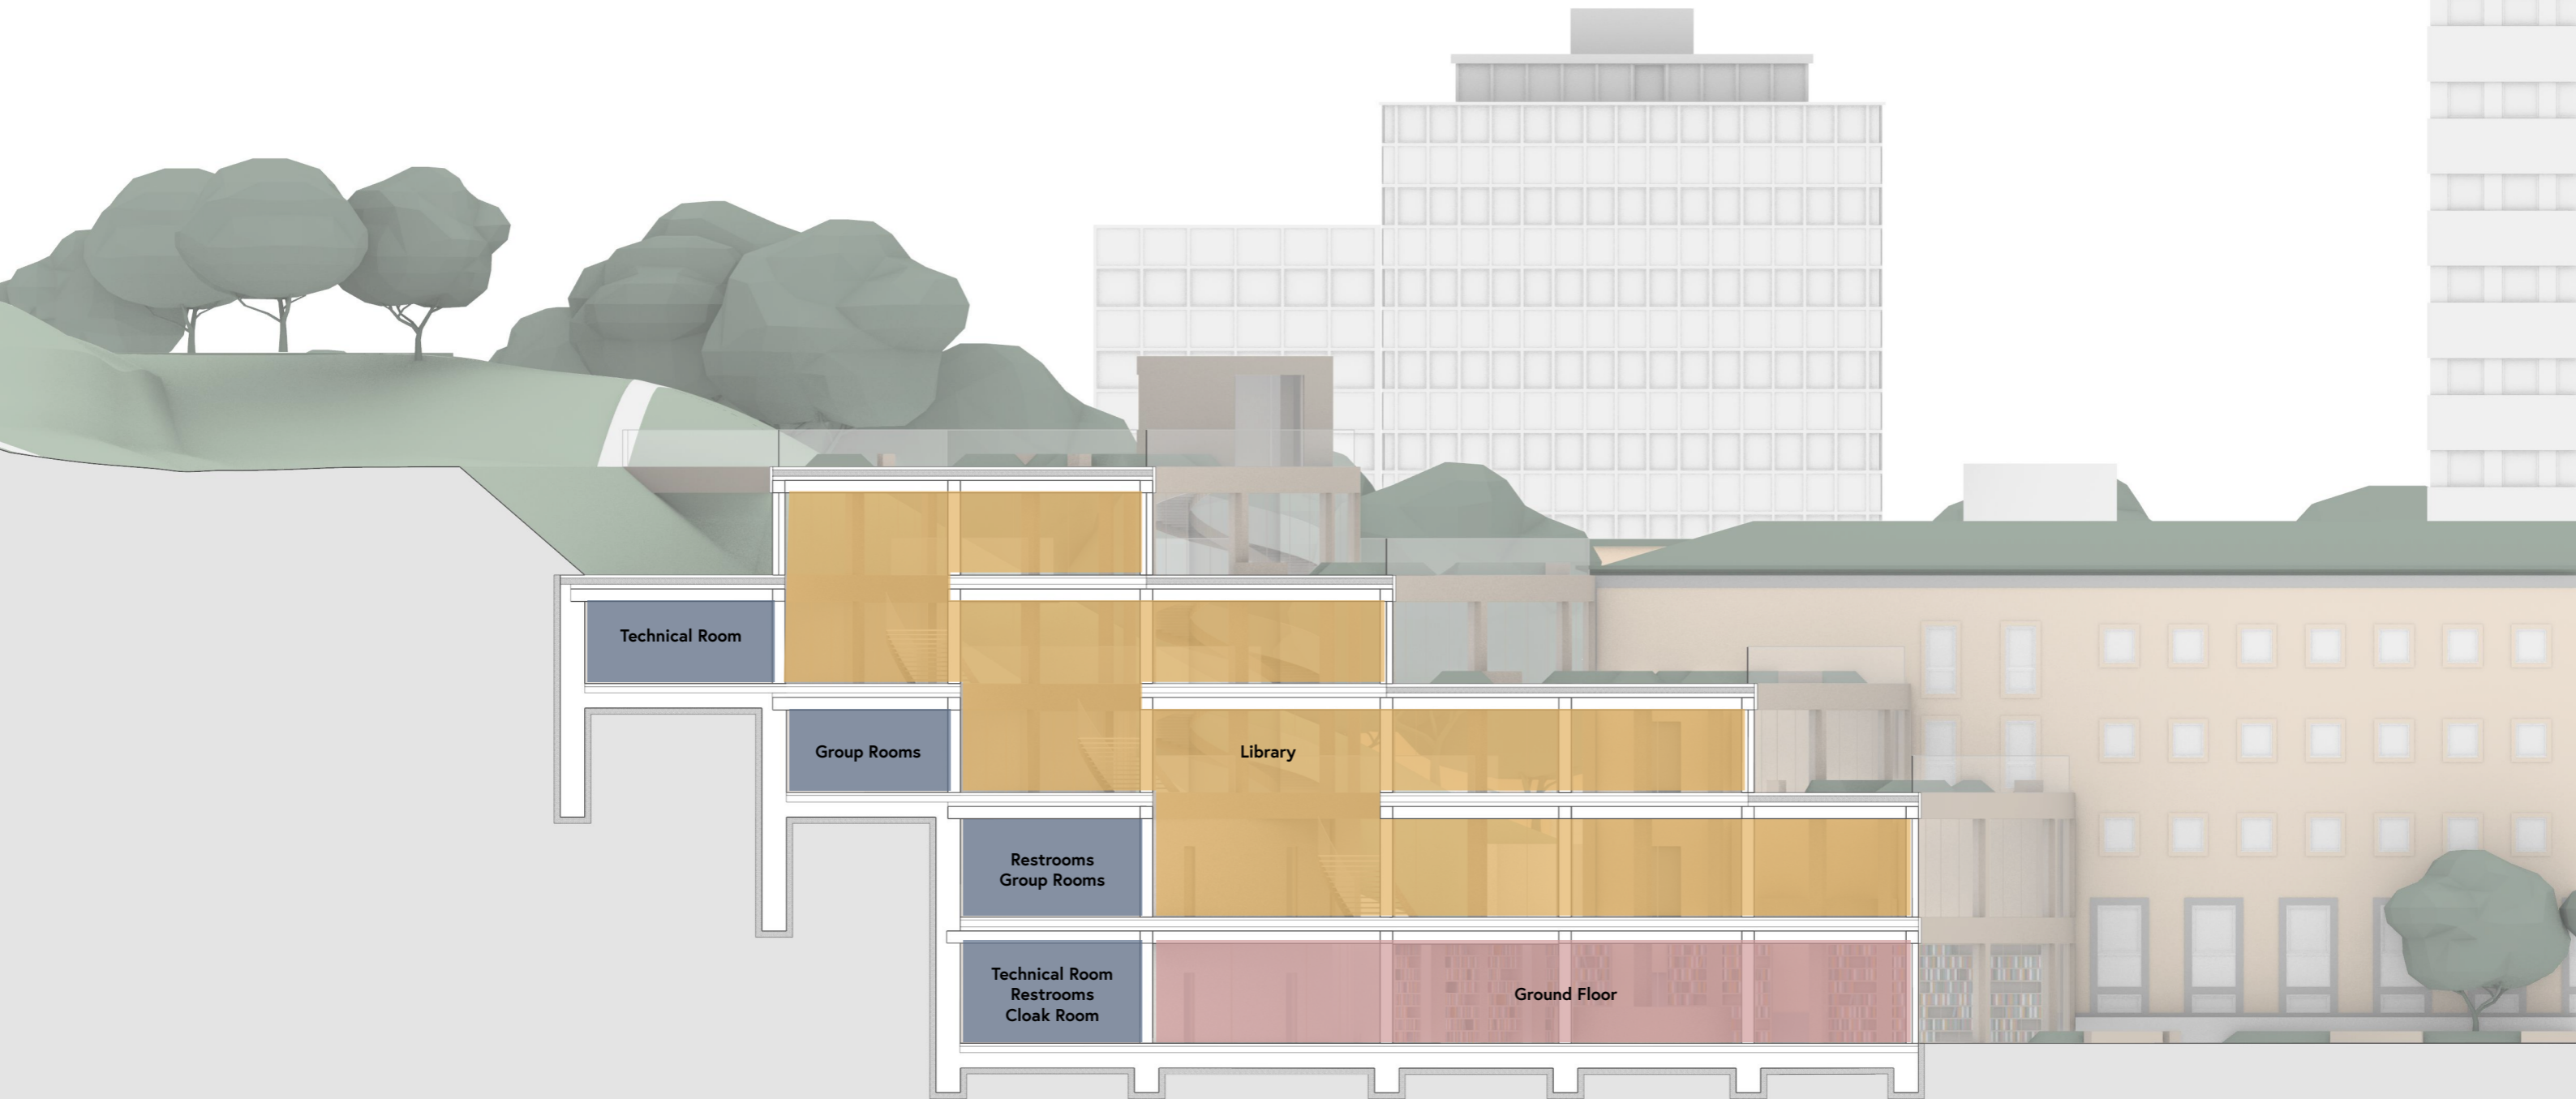 Technical Room
Group Rooms
Library
Restrooms
Group Rooms
Technical Room
Restrooms
Cloak Room
Ground Floor